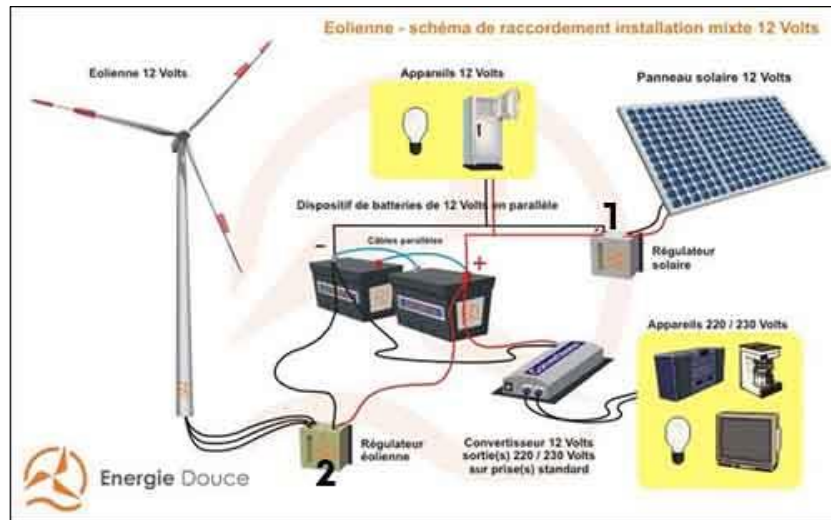 Eolienne - schéma de raccordement installation mixte 12 Volts
Eolienne 12 Volts
Appareils 12 Volts
Panneau solaire 12 Volts
Dispositif de batteries de 12 Volts en parallèle
1
Câbles parallèles
-
+
Régulateur
solaire
Appareils 220 / 230 Volts
Régulateur
éolienne
2
Convertisseur 12 Volts
sortie(s) 220 / 230 Volts
sur prise(s) standard
Energie Douce